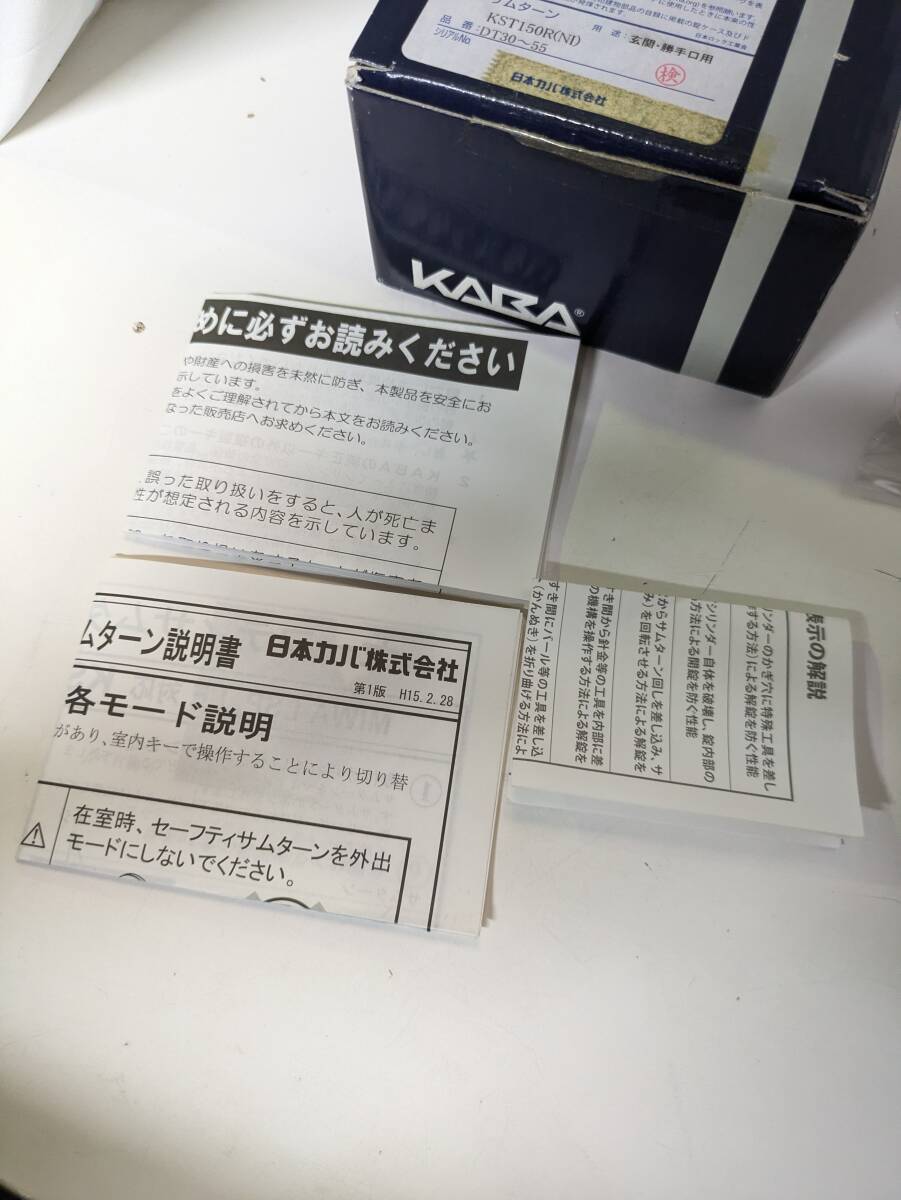 サムターン
品番: KST150R(NI)
用途: 玄関・勝手口用
DT30～55
シリアルNo
日本ロック工業会
検
日本カバ株式会社
KABA®
めに必ずお読みください
や財産への損害を未然に防ぎ、本製品を安全にお
示しています。
をよくご理解されてから本文をお読みください。
なった販売店へお求めください。
誤った取り扱いをすると、人が死亡ま
性が想定される内容を示しています。
ムターン説明書 日本カバ株式会社
第1版 H15.2.28
各モード説明
があり、室内キーで操作することにより切り替
在室時、セーフティサムターンを外出
モードにしないでください。
表示の解説
リンダーのかぎ穴に特殊工具を差し
する方法)による解錠を防ぐ性能
シリンダー自体を破壊し、錠内部の
方法による開錠を防ぐ性能
からサムターン回しを差し込み、サ
み)を回転させる方法による解錠を
すき間から針金等の工具を内部に差
の機構を操作する方法による解錠を
すき間にバール等の工具を差し込
(かんぬき)を折り曲げる方法によ